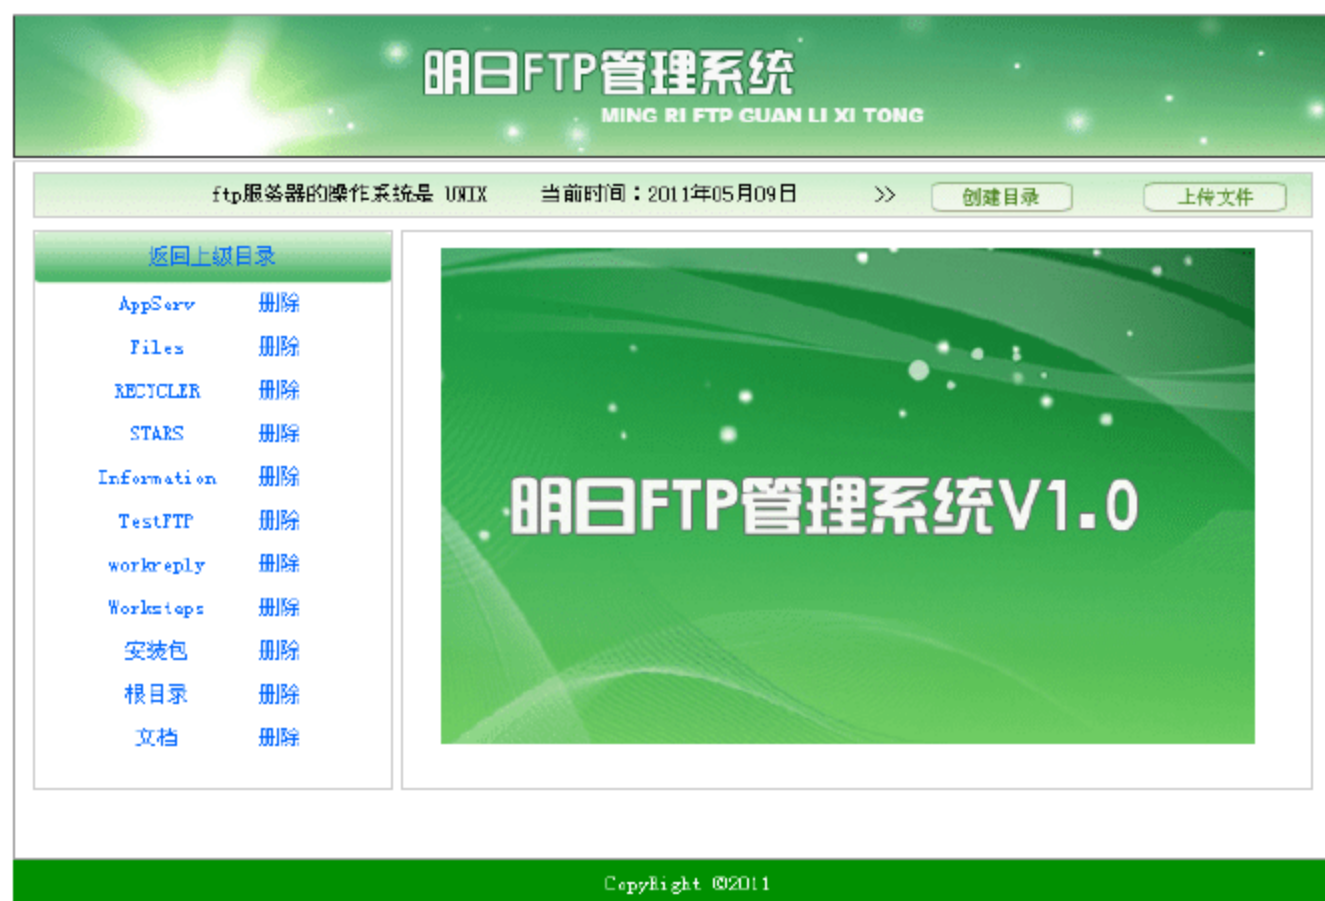 明日FTP管理系统
MING RI FTP GUAN LI XI TONG
ftp服务器的操作系统是 UNIX 当前时间：2011年05月09日 >> 创建目录 上传文件
返回上级目录
AppServ 删除
Files 删除
RECYCLER 删除
STARS 删除
Information 删除
TestFTP 删除
workreply 删除
Worksteps 删除
安装包 删除
根目录 删除
文档 删除
明日FTP管理系统V1.0
CopyRight ©2011